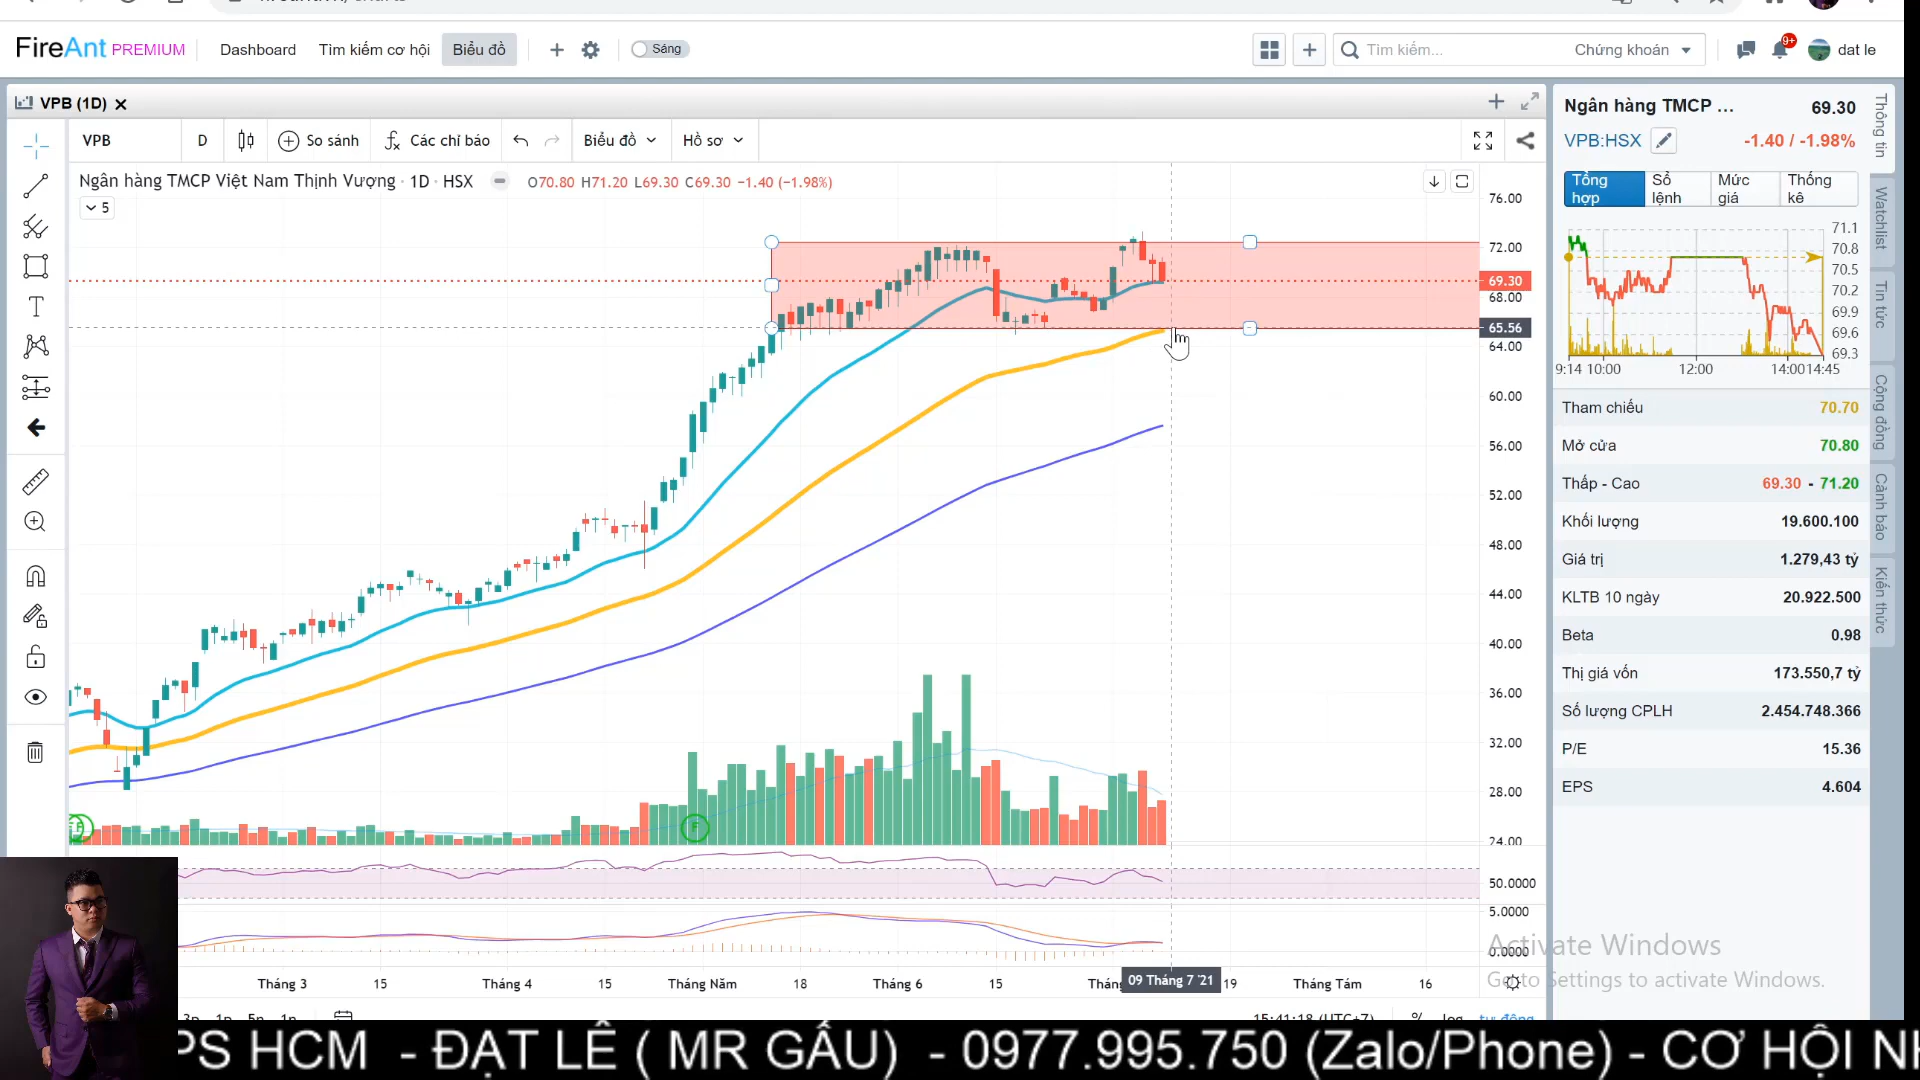 FireAnt PREMIUM
Dashboard
Tìm kiếm cơ hội
Biểu đồ
Sáng
Tìm kiếm...
Chứng khoán
9+
dat le
VPB (1D)
VPB
D
So sánh
Các chỉ báo
Biểu đồ
Hồ sơ
Ngân hàng TMCP Việt Nam Thịnh Vượng · 1D · HSX
O70.80 H71.20 L69.30 C69.30 −1.40 (−1.98%)
5
76.00
72.00
69.30
68.00
65.56
64.00
60.00
56.00
52.00
48.00
44.00
40.00
36.00
32.00
28.00
24.00
50.0000
5.0000
0.0000
F
F
Tháng 3
15
Tháng 4
15
Tháng Năm
18
Tháng 6
15
09 Tháng 7 '21
19
Tháng Tám
16
15:41:18 (UTC+7)
%
log
tự động
Ngân hàng TMCP ...
69.30
VPB:HSX
-1.40 / -1.98%
Tổng hợp
Sổ lệnh
Mức giá
Thống kê
71.1
70.8
70.5
70.2
69.9
69.6
69.3
9:14 10:00
12:00
14:00
14:45
Tham chiếu 70.70
Mở cửa 70.80
Thấp - Cao 69.30 - 71.20
Khối lượng 19.600.100
Giá trị 1.279,43 tỷ
KLTB 10 ngày 20.922.500
Beta 0.98
Thị giá vốn 173.550,7 tỷ
Số lượng CPLH 2.454.748.366
P/E 15.36
EPS 4.604
Thông tin
Watchlist
Tin tức
Cộng đồng
Cảnh báo
Kiến thức
Activate Windows
Go to Settings to activate Windows.
PS HCM - ĐẠT LÊ ( MR GẤU) - 0977.995.750 (Zalo/Phone) - CƠ HỘI